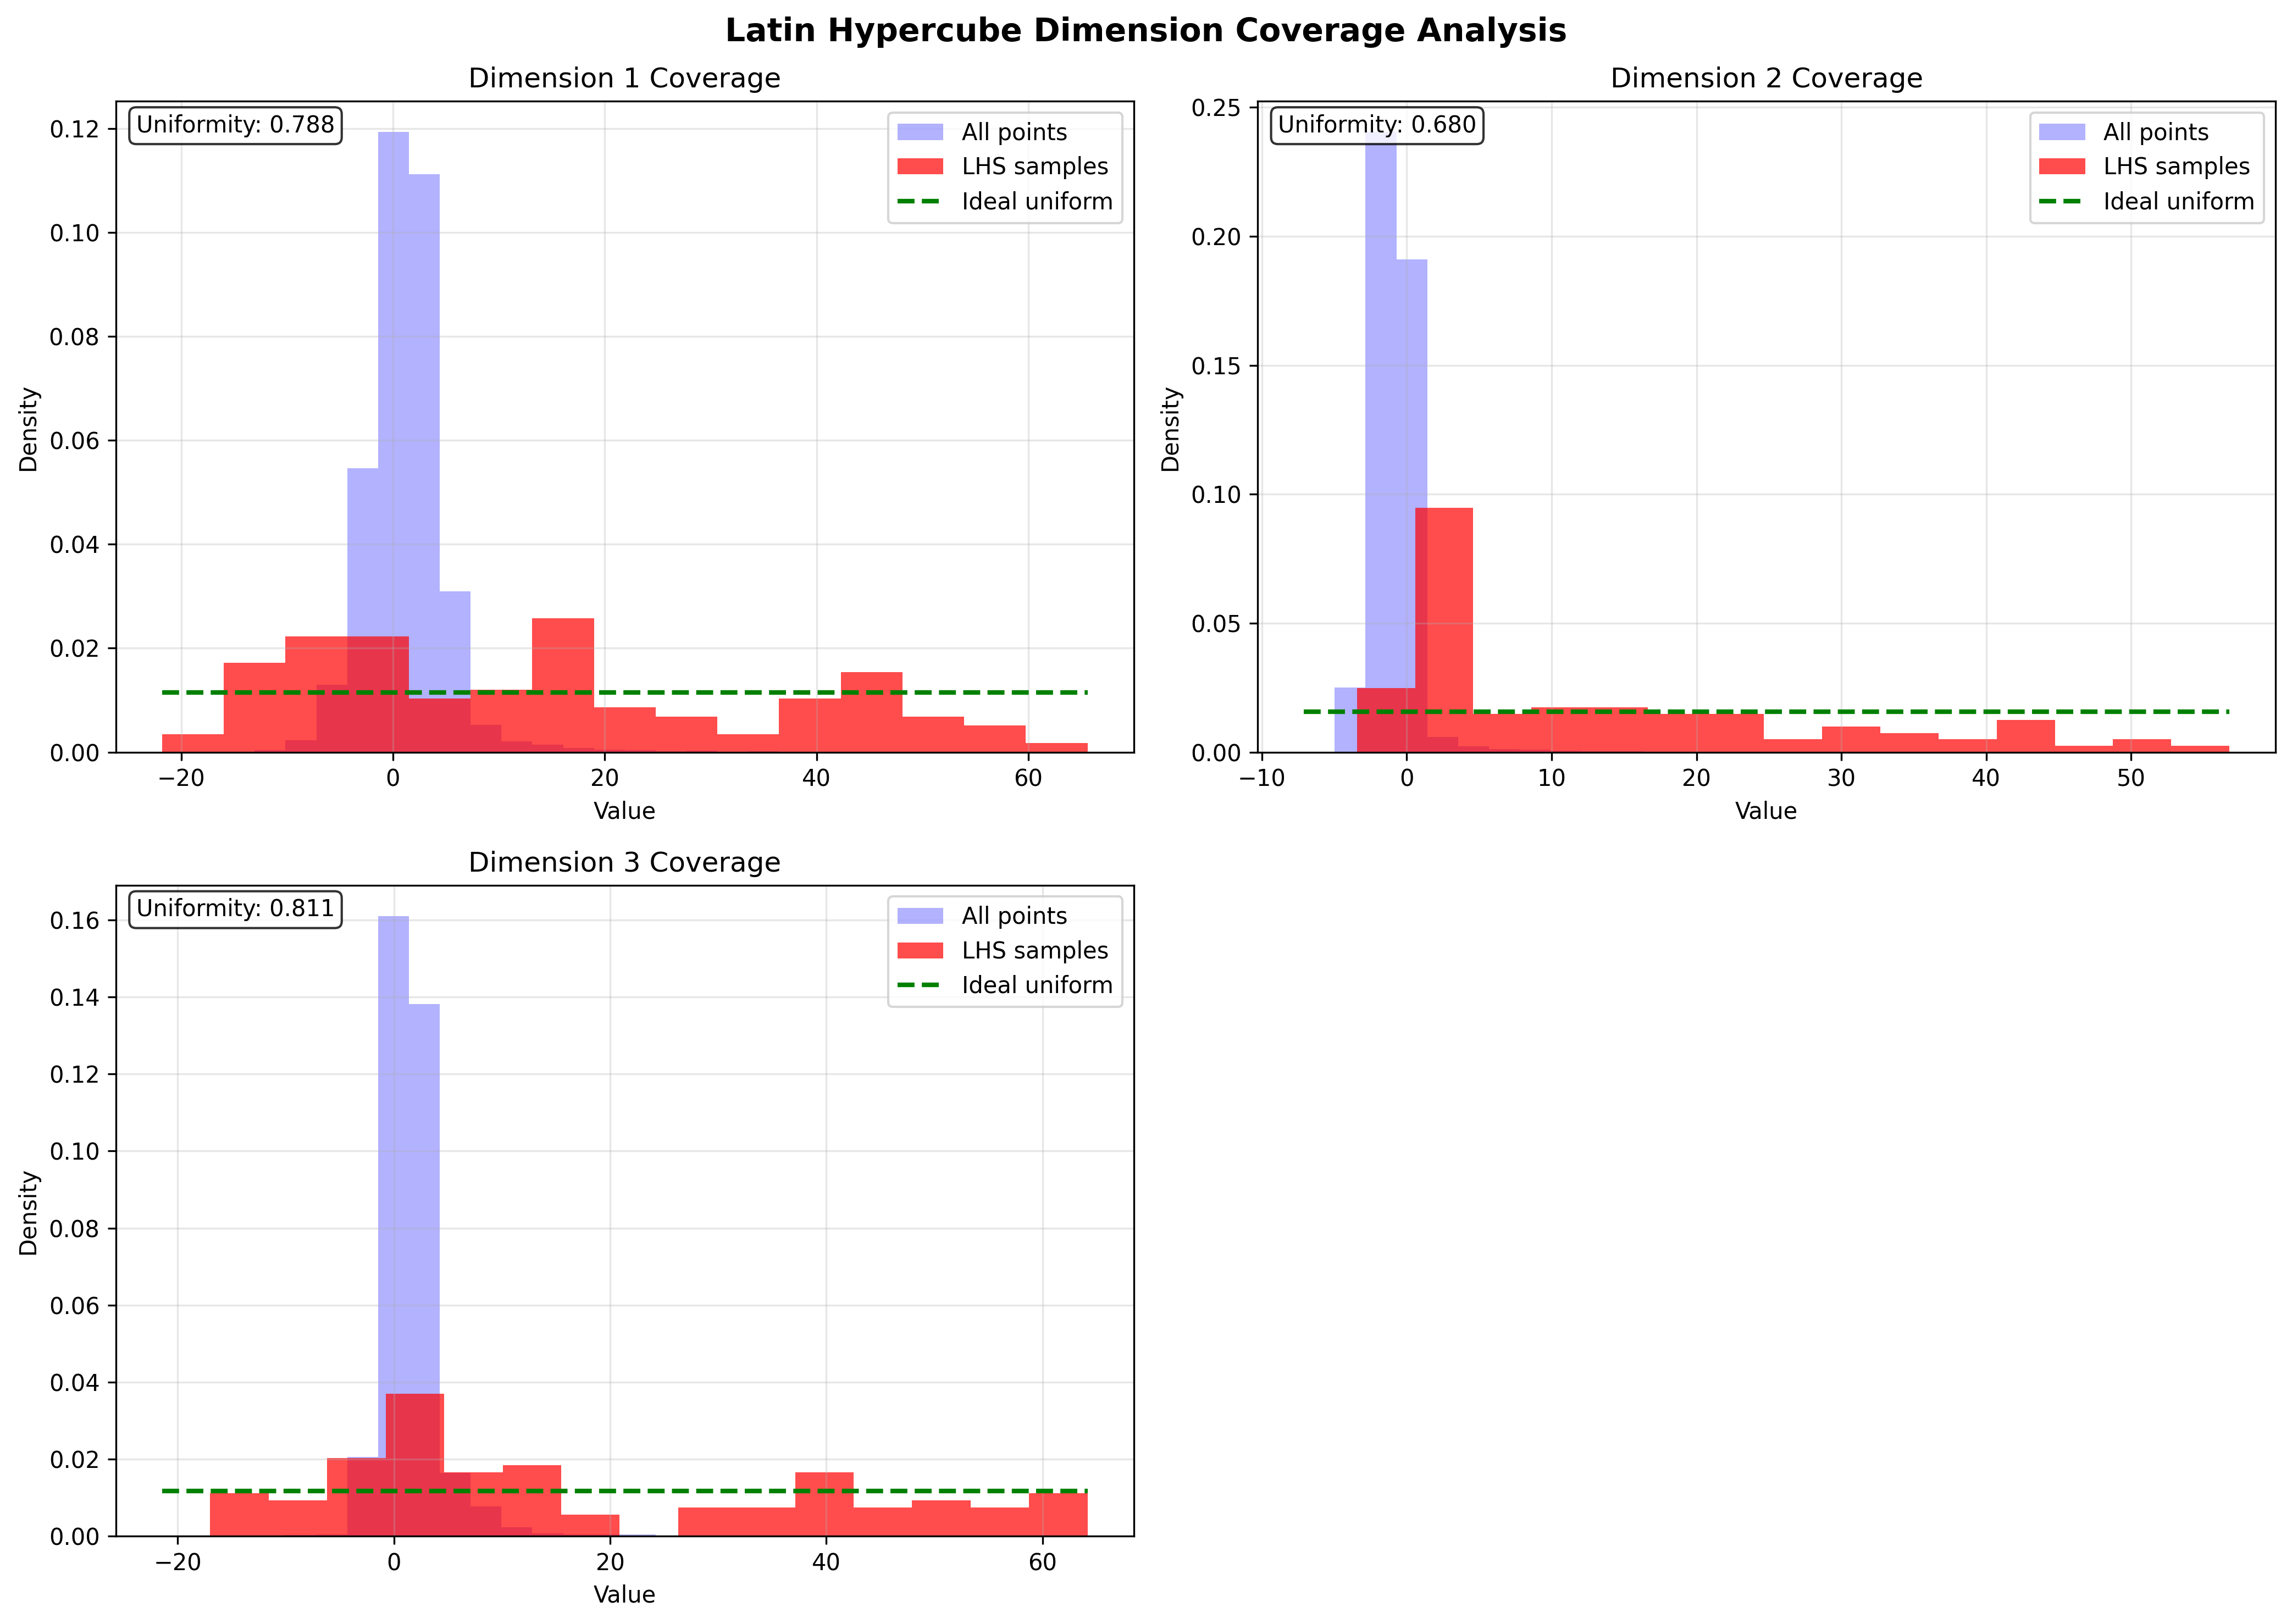 Latin Hypercube Dimension Coverage Analysis
Dimension 1 Coverage
Uniformity: 0.788
All points
LHS samples
Ideal uniform
0.12
0.10
0.08
0.06
0.04
0.02
0.00
Density
−20 0 20 40 60
Value
Dimension 2 Coverage
Uniformity: 0.680
All points
LHS samples
Ideal uniform
0.25
0.20
0.15
0.10
0.05
0.00
Density
−10 0 10 20 30 40 50
Value
Dimension 3 Coverage
Uniformity: 0.811
All points
LHS samples
Ideal uniform
0.16
0.14
0.12
0.10
0.08
0.06
0.04
0.02
0.00
Density
−20 0 20 40 60
Value